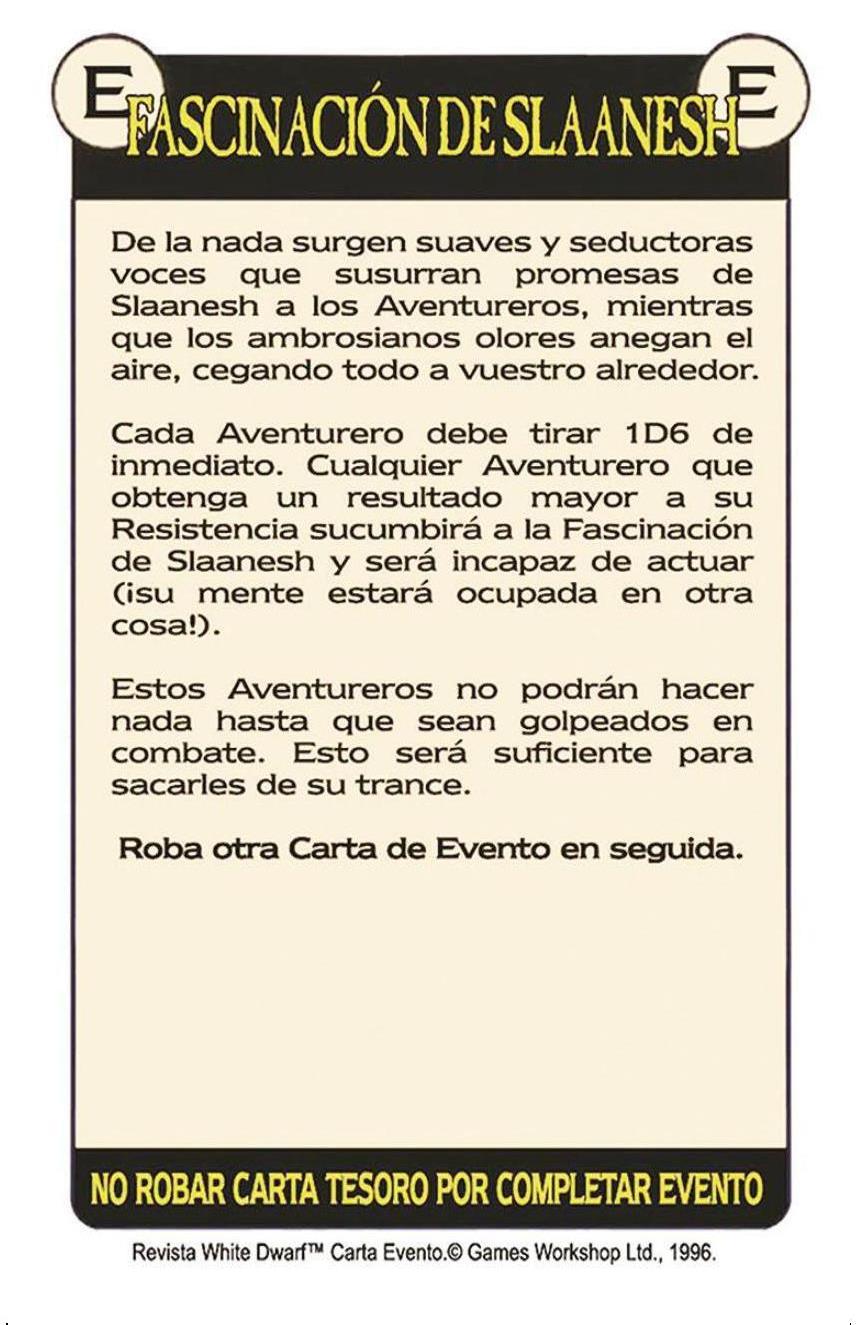 E E
FASCINACIÓN DE SLAANESH
De la nada surgen suaves y seductoras
voces que susurran promesas de
Slaanesh a los Aventureros, mientras
que los ambrosianos olores anegan el
aire, cegando todo a vuestro alrededor.
Cada Aventurero debe tirar 1D6 de
inmediato. Cualquier Aventurero que
obtenga un resultado mayor a su
Resistencia sucumbirá a la Fascinación
de Slaanesh y será incapaz de actuar
(¡su mente estará ocupada en otra
cosa!).
Estos Aventureros no podrán hacer
nada hasta que sean golpeados en
combate. Esto será suficiente para
sacarles de su trance.
Roba otra Carta de Evento en seguida.
NO ROBAR CARTA TESORO POR COMPLETAR EVENTO
Revista White Dwarf™ Carta Evento.© Games Workshop Ltd., 1996.